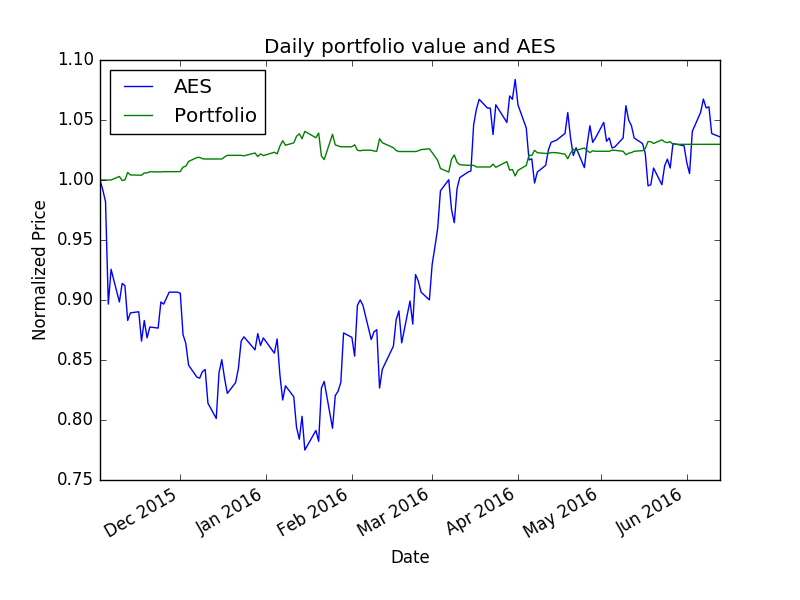 Daily portfolio value and AES
AES
Portfolio
1.10
1.05
1.00
0.95
0.90
0.85
0.80
0.75
Normalized Price
Dec 2015
Jan 2016
Feb 2016
Mar 2016
Apr 2016
May 2016
Jun 2016
Date